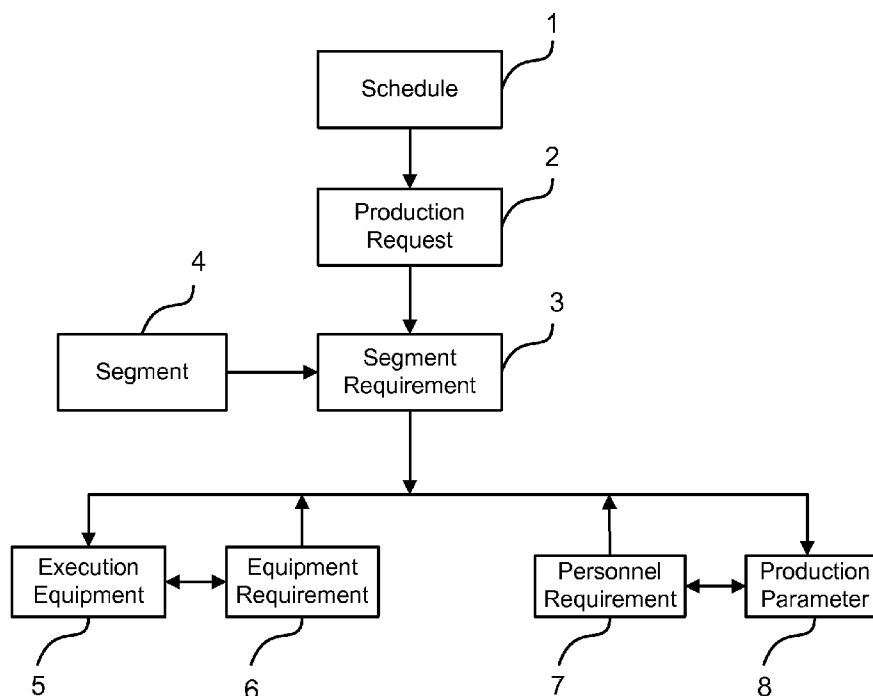 1
Schedule
2
Production
Request
4
3
Segment
Segment
Requirement
Execution
Equipment
Equipment
Requirement
Personnel
Requirement
Production
Parameter
5
6
7
8